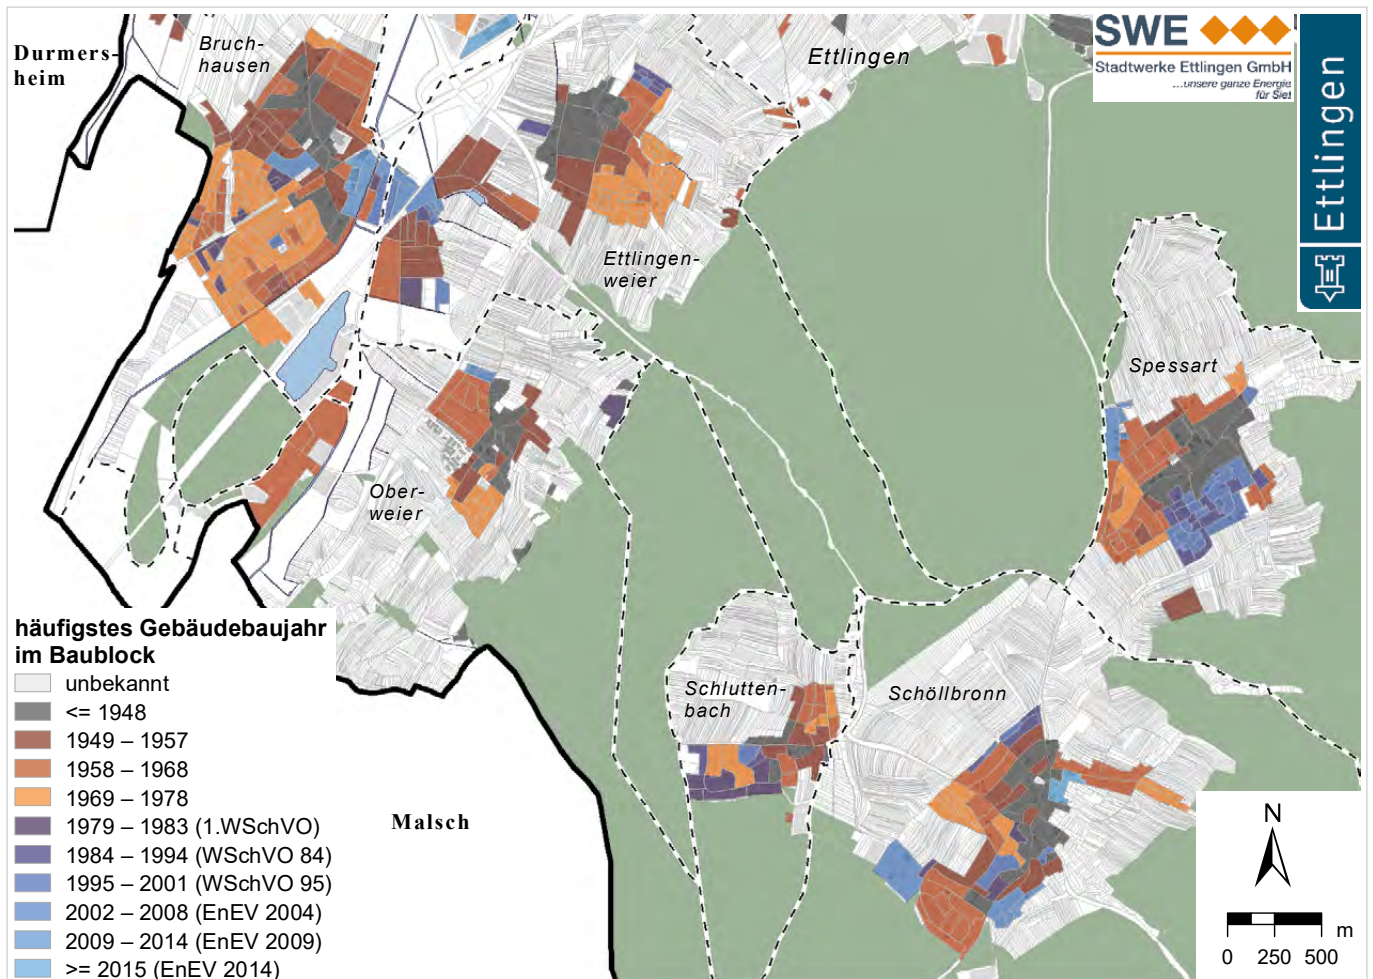 Durmers-
heim
Bruch-
hausen
Ettlingen
SWE
Stadtwerke Ettlingen GmbH
...unsere ganze Energie
für Sie!
Ettlingen
Ettlingen-
weier
Spessart
Ober-
weier
Schlutten-
bach
Schöllbronn
Malsch
häufigstes Gebäudebaujahr
im Baublock
unbekannt
<= 1948
1949 – 1957
1958 – 1968
1969 – 1978
1979 – 1983 (1.WSchVO)
1984 – 1994 (WSchVO 84)
1995 – 2001 (WSchVO 95)
2002 – 2008 (EnEV 2004)
2009 – 2014 (EnEV 2009)
>= 2015 (EnEV 2014)
N
m
0 250 500